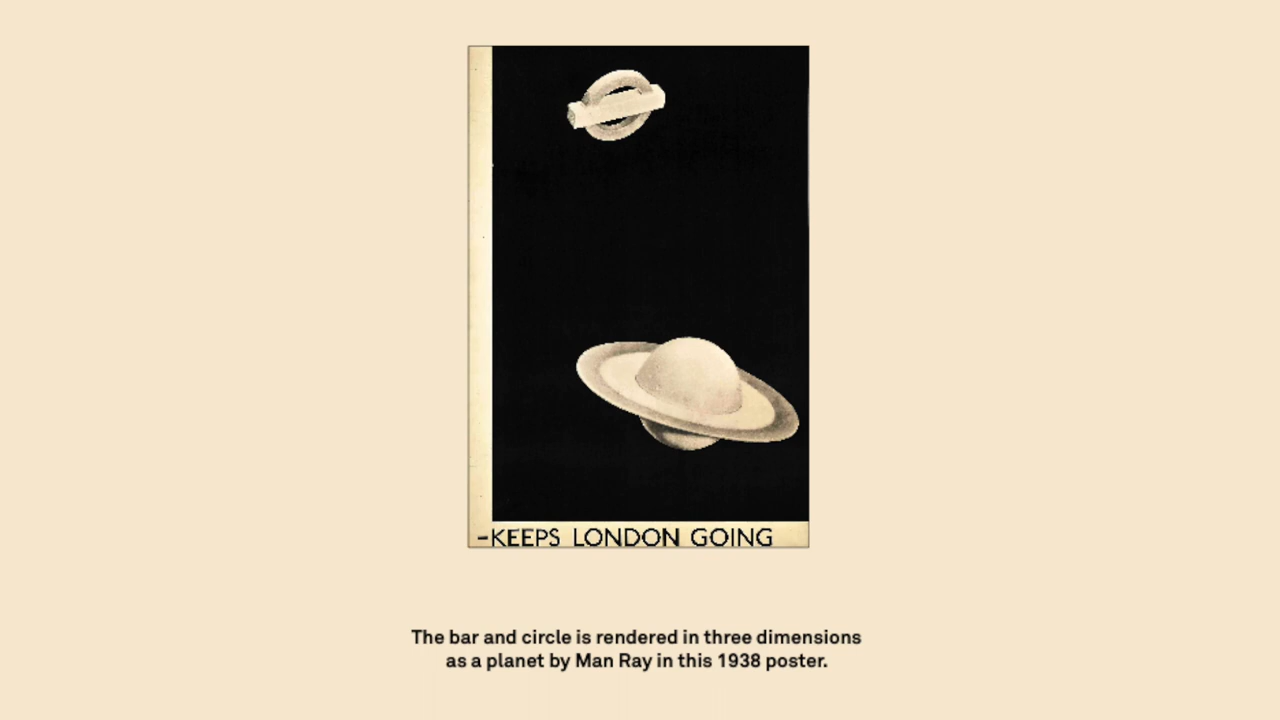 -KEEPS LONDON GOING
The bar and circle is rendered in three dimensions
as a planet by Man Ray in this 1938 poster.